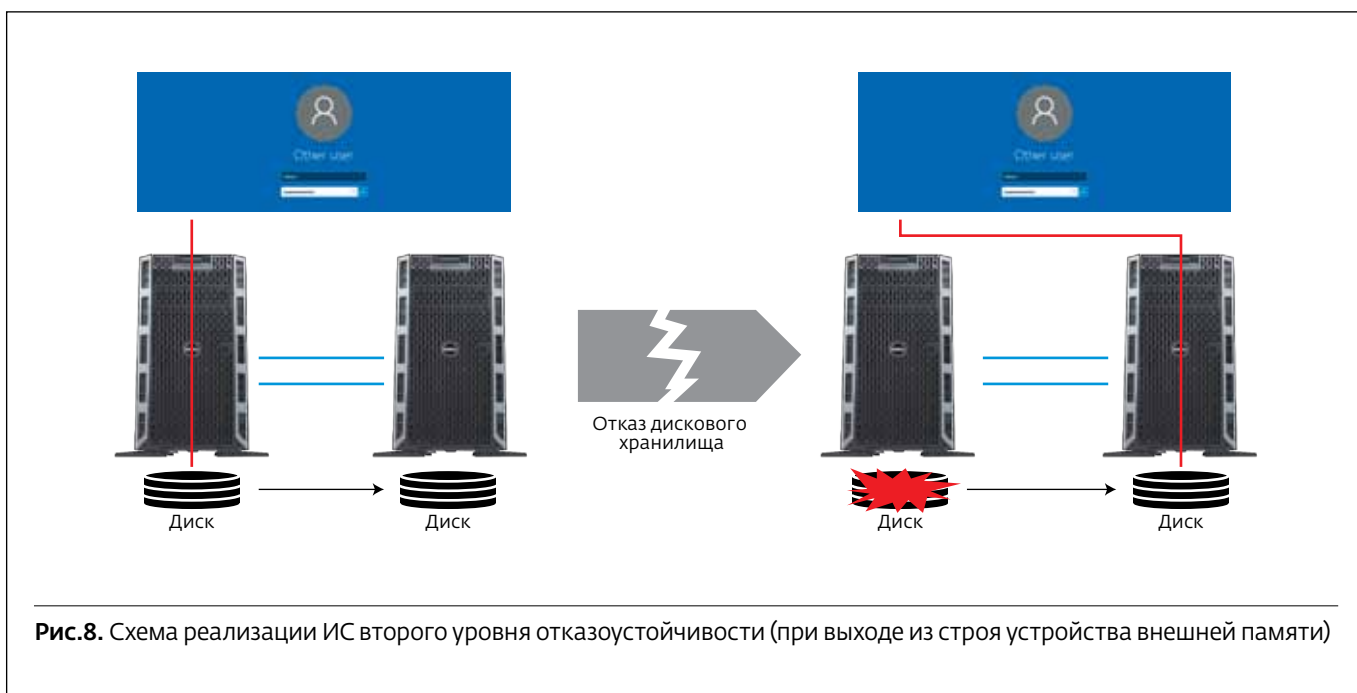 Other user
Other user
Отказ дискового
хранилища
Диск
Диск
Диск
Диск
Рис.8. Схема реализации ИС второго уровня отказоустойчивости (при выходе из строя устройства внешней памяти)